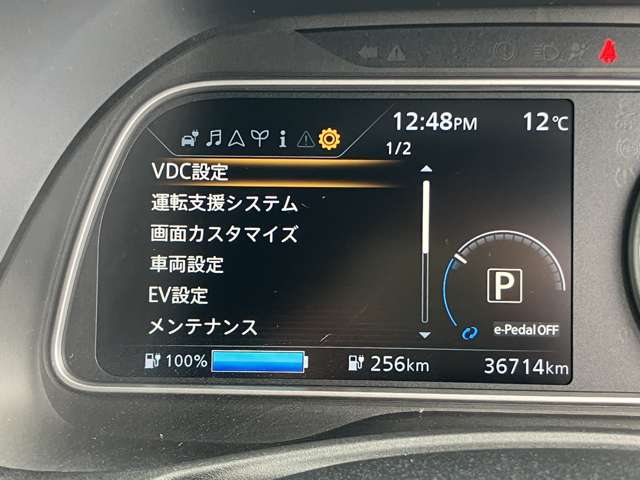 12:48PM 12℃
1/2
VDC設定
運転支援システム
画面カスタマイズ
車両設定
EV設定
メンテナンス
P
e-Pedal OFF
100% 256km 36714km